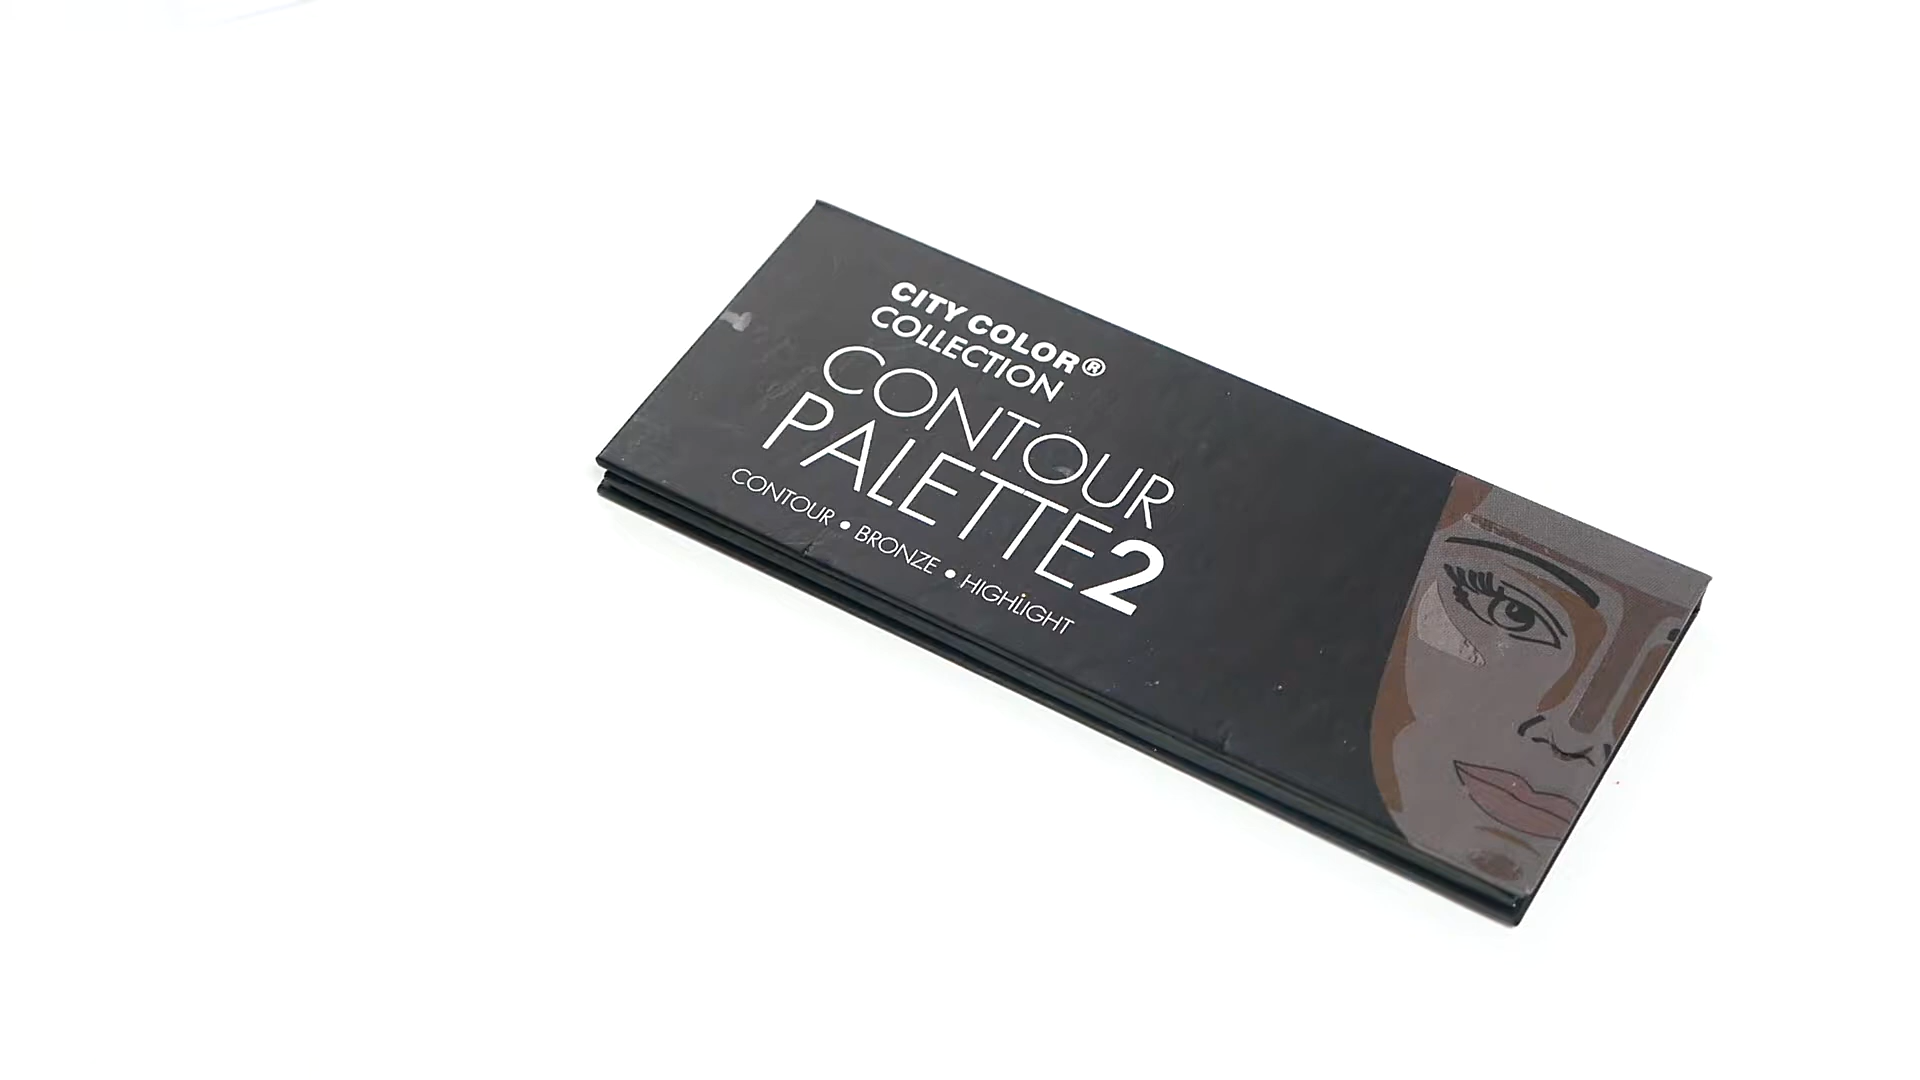 CITY COLOR®
COLLECTION
CONTOUR
PALETTE2
CONTOUR • BRONZE • HIGHLIGHT